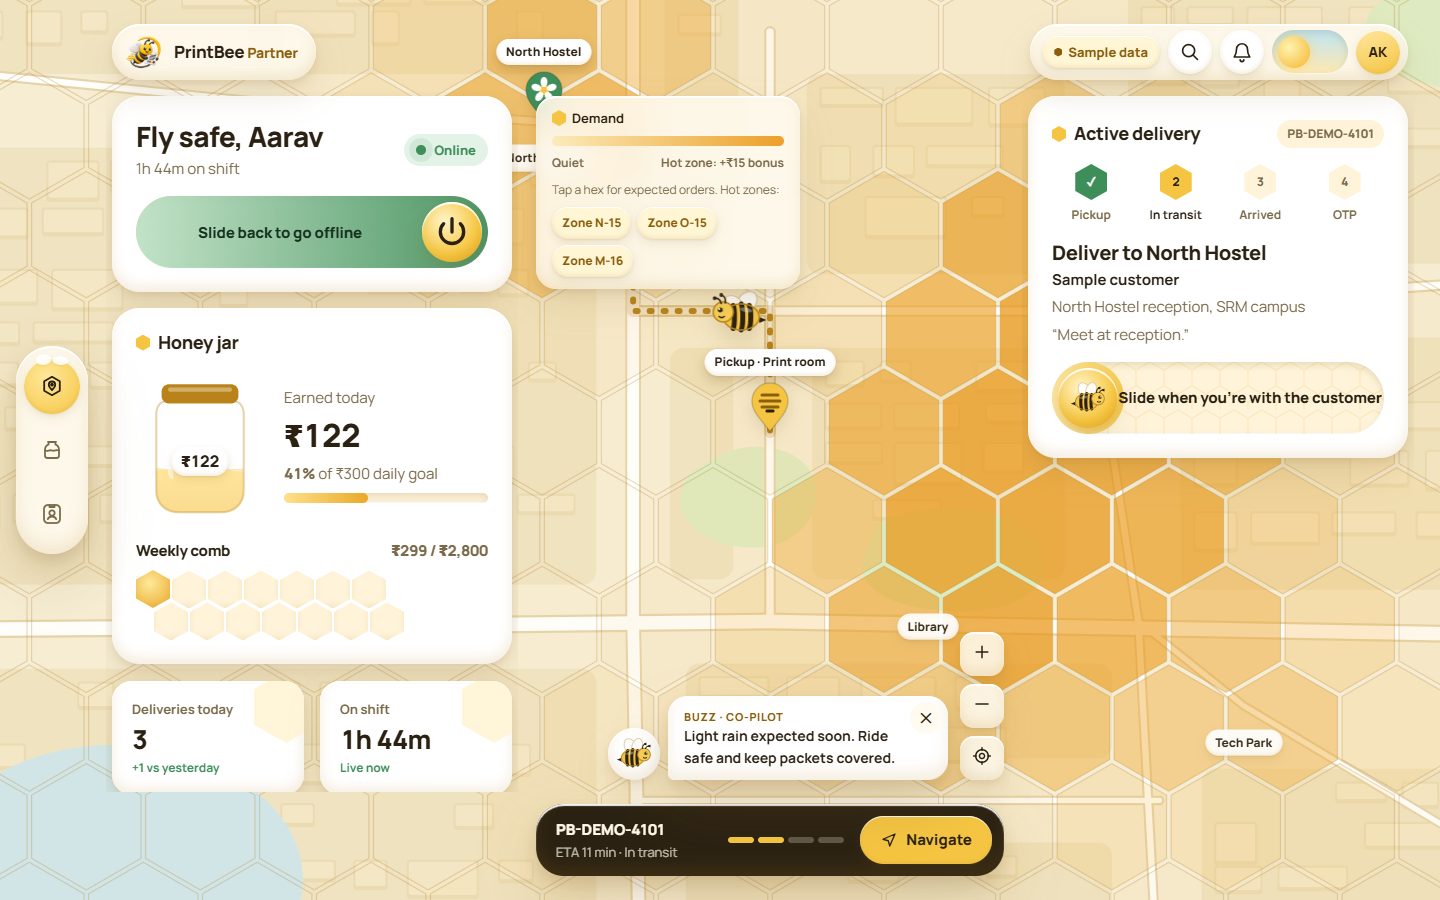 PrintBee Partner
North Hostel
Sample data
AK
Fly safe, Aarav
1h 44m on shift
Online
Slide back to go offline
Demand
Quiet
Hot zone: +₹15 bonus
Tap a hex for expected orders. Hot zones:
Zone N-15
Zone O-15
Zone M-16
Active delivery
PB-DEMO-4101
✓
2
3
4
Pickup
In transit
Arrived
OTP
Deliver to North Hostel
Sample customer
North Hostel reception, SRM campus
“Meet at reception.”
Slide when you're with the customer
Honey jar
Earned today
₹122
₹122
41% of ₹300 daily goal
Weekly comb
₹299 / ₹2,800
Pickup · Print room
Library
Tech Park
Deliveries today
3
+1 vs yesterday
On shift
1h 44m
Live now
BUZZ · CO-PILOT
Light rain expected soon. Ride
safe and keep packets covered.
PB-DEMO-4101
ETA 11 min · In transit
Navigate